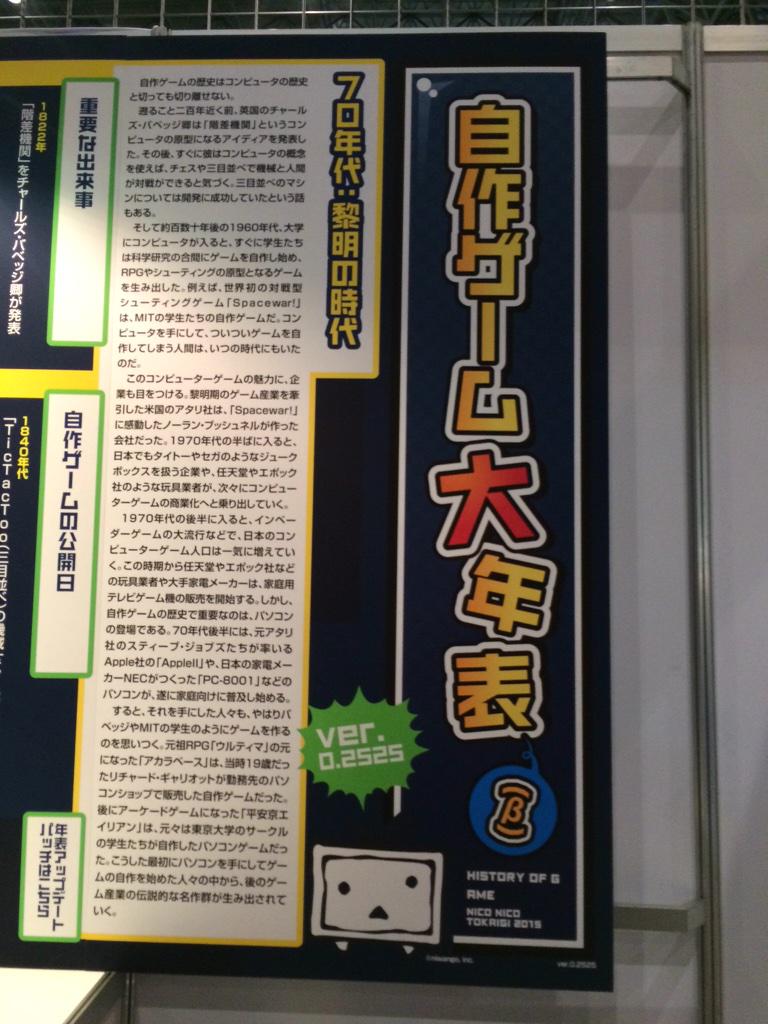 自作ゲーム大年表
(β)
HISTORY OF G
AME
NICO NICO
TOKAIGI 2015
ver.
0.2525
©niwango, inc.
ver.0.2525
70年代:黎明の時代
自作ゲームの歴史はコンピュータの歴史
と切っても切り離せない。
遡ること二百年近く前、英国のチャール
ズ・バベッジ卿は「階差機関」というコン
ピュータの原型になるアイディアを発表し
た。その後、すぐに彼はコンピュータの概念
を使えば、チェスや三目並べで機械と人間
が対戦ができると気づく。三目並べのマシ
ンについては開発に成功していたという話
もある。
そして約百数十年後の1960年代、大学
にコンピュータが入ると、すぐに学生たち
は科学研究の合間にゲームを自作し始め、
RPGやシューティングの原型となるゲーム
を生み出した。例えば、世界初の対戦型
シューティングゲーム「Spacewar!」
は、MITの学生たちの自作ゲームだ。コン
ピュータを手にして、ついついゲームを自
作してしまう人間は、いつの時代にもいた
のだ。
このコンピューターゲームの魅力に、企
業も目をつける。黎明期のゲーム産業を牽
引した米国のアタリ社は、「Spacewar!」
に感動したノーラン・ブッシュネルが作った
会社だった。1970年代の半ばに入ると、
日本でもタイトーやセガのようなジューク
ボックスを扱う企業や、任天堂やエポック
社のような玩具業者が、次々にコンピュー
ターゲームの商業化へと乗り出していく。
1970年代の後半に入ると、インベー
ダーゲームの大流行などで、日本のコン
ピューターゲーム人口は一気に増えてい
く。この時期から任天堂やエポック社など
の玩具業者や大手家電メーカーは、家庭用
テレビゲーム機の販売を開始する。しかし、
自作ゲームの歴史で重要なのは、パソコン
の登場である。70年代後半には、元アタリ
社のスティーブ・ジョブズたちが率いる
Apple社の「AppleII」や、日本の家電メー
カーNECがつくった「PC-8001」などの
パソコンが、遂に家庭向けに普及し始める。
すると、それを手にした人々も、やはりバ
ベッジやMITの学生のようにゲームを作る
のを思いつく。元祖RPG「ウルティマ」の元
になった「アカラベース」は、当時19歳だっ
たリチャード・ギャリオットが勤務先のパソ
コンショップで販売した自作ゲームだった。
後にアーケードゲームになった「平安京エ
イリアン」は、元々は東京大学のサークル
の学生たちが自作したパソコンゲームだっ
た。こうした最初にパソコンを手にしてゲー
ムの自作を始めた人々の中から、後のゲー
ム産業の伝説的な名作群が生み出されて
いく。
重要な出来事
自作ゲームの公開日
年表アップデート
パッチはこちら
1822年
「階差機関」をチャールズ・バベッジ卿が発表
1840年代
「TicTacToo(三目並べ)の機械